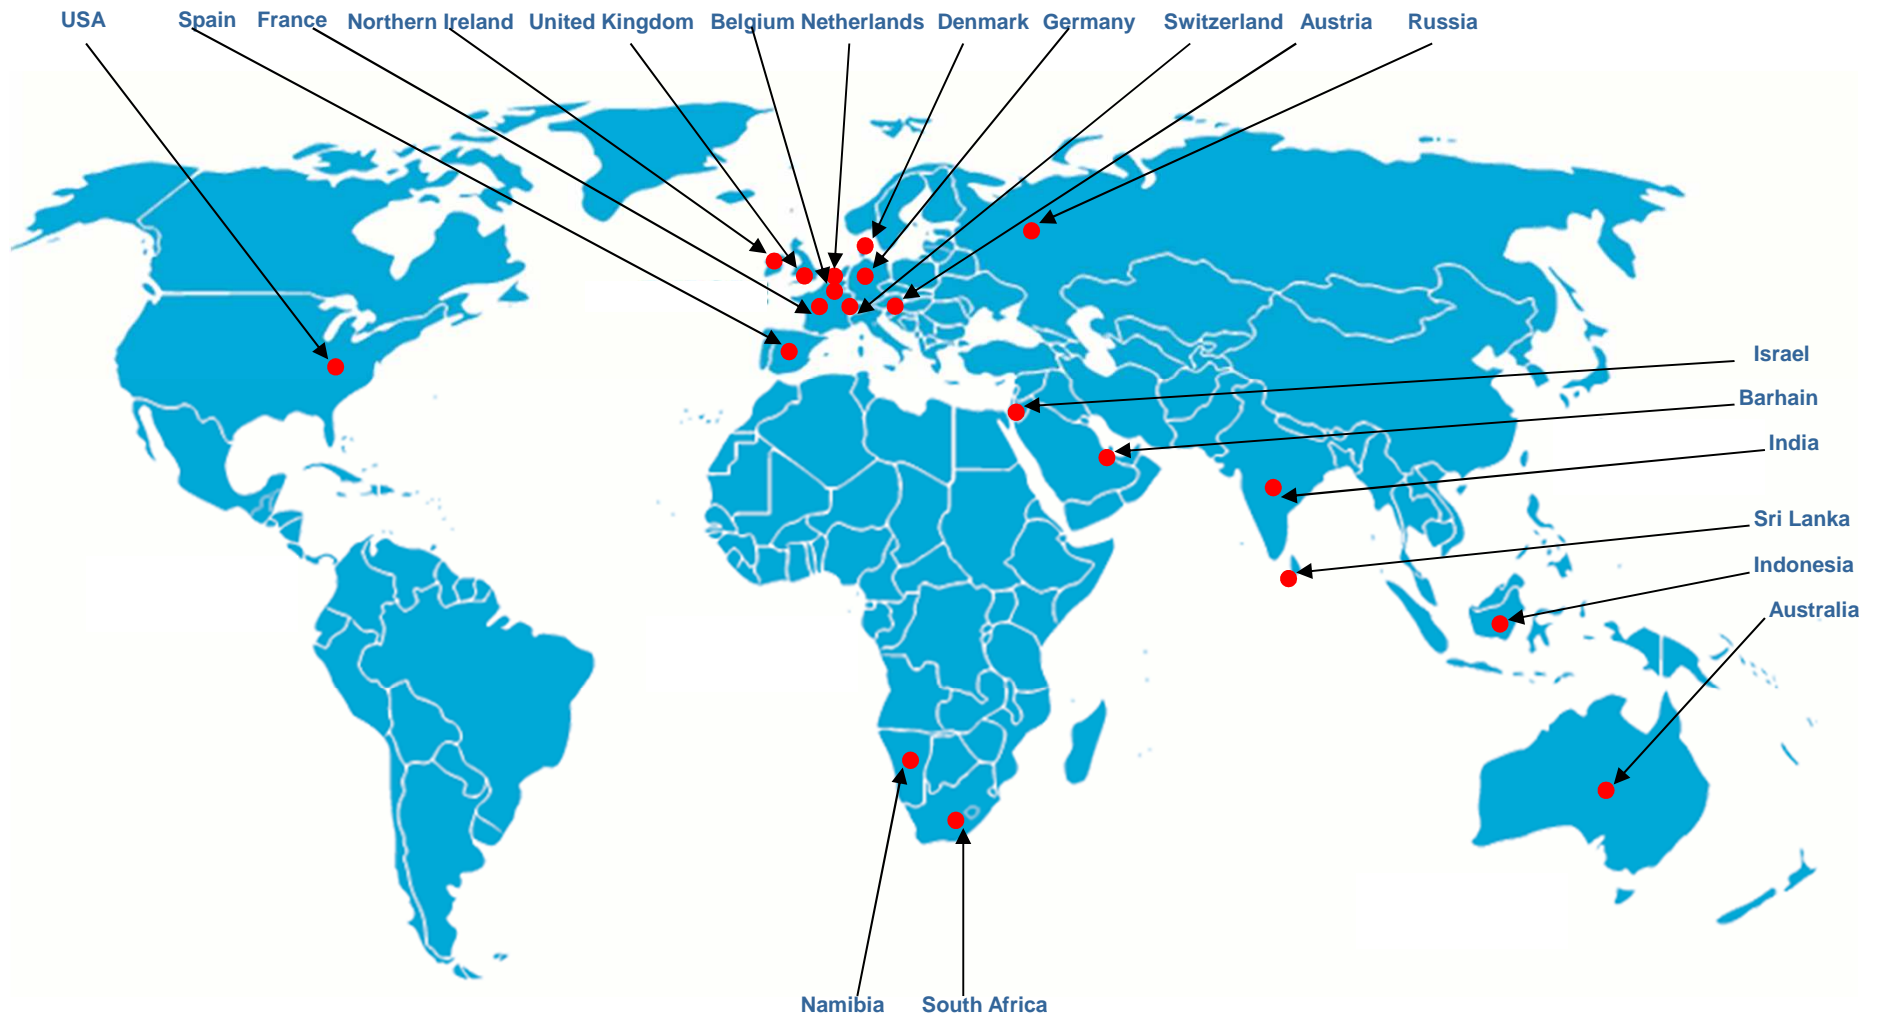 USA Spain France Northern Ireland United Kingdom Belgium Netherlands Denmark Germany Switzerland Austria Russia
Israel
Barhain
India
Sri Lanka
Indonesia
Australia
Namibia South Africa